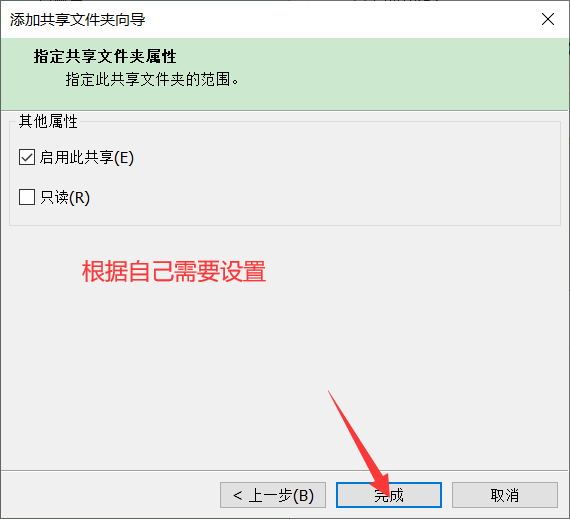 添加共享文件夹向导
指定共享文件夹属性
指定此共享文件夹的范围。
其他属性
启用此共享(E)
只读(R)
根据自己需要设置
< 上一步(B)
完成
取消